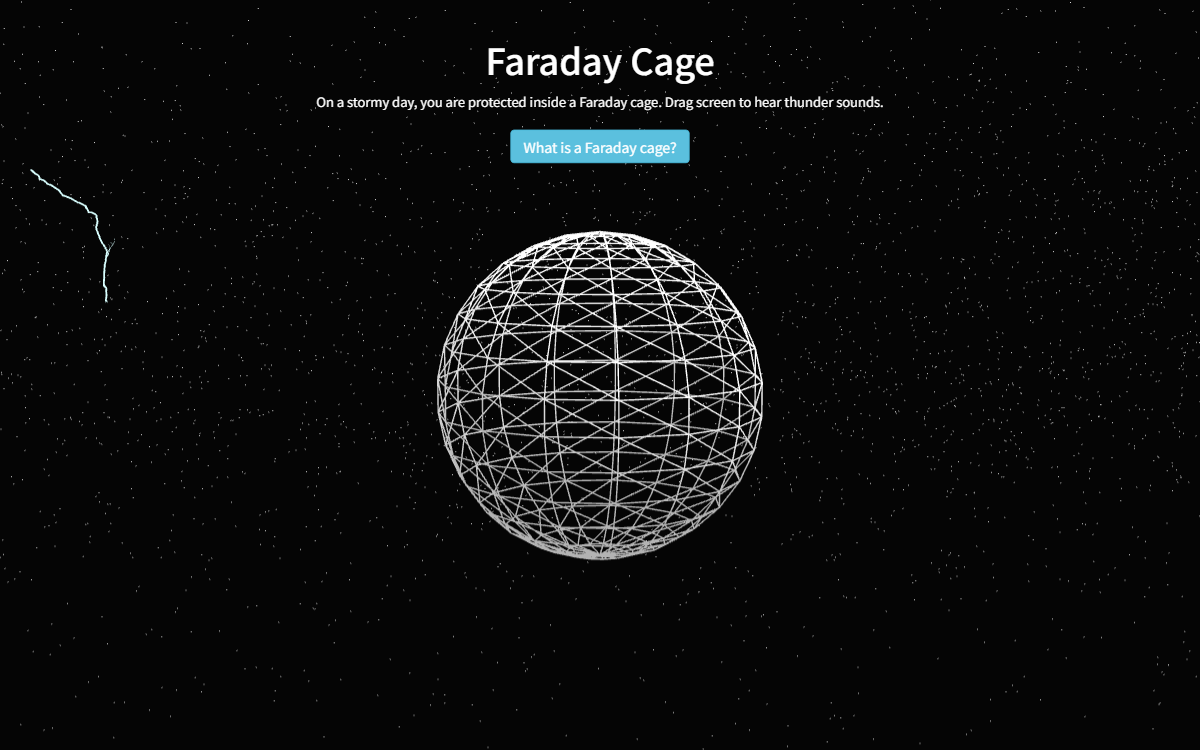 Faraday Cage
On a stormy day, you are protected inside a Faraday cage. Drag screen to hear thunder sounds.
What is a Faraday cage?